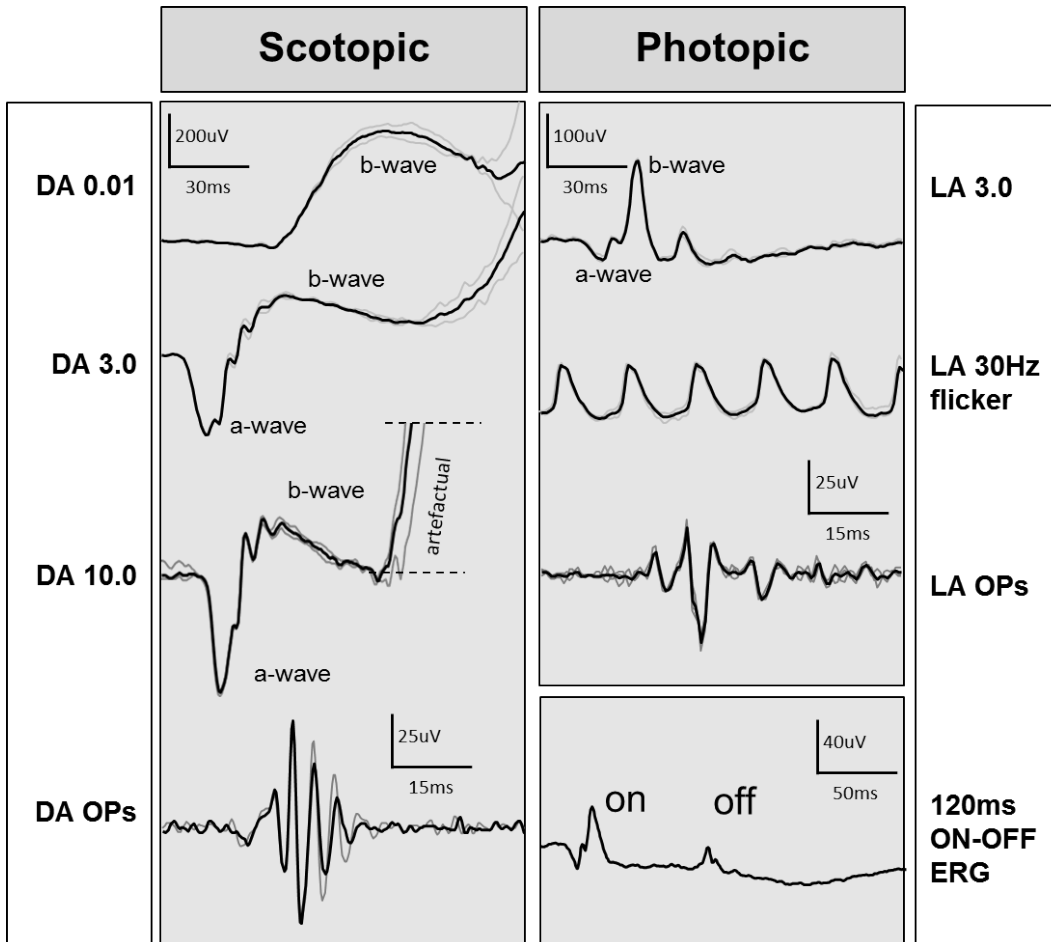 Scotopic
Photopic
DA 0.01
200uV
30ms
b-wave
100uV
30ms
b-wave
a-wave
LA 3.0
DA 3.0
b-wave
a-wave
LA 30Hz
flicker
DA 10.0
b-wave
artefactual
a-wave
25uV
15ms
LA OPs
DA OPs
25uV
15ms
on
off
40uV
50ms
120ms
ON-OFF
ERG